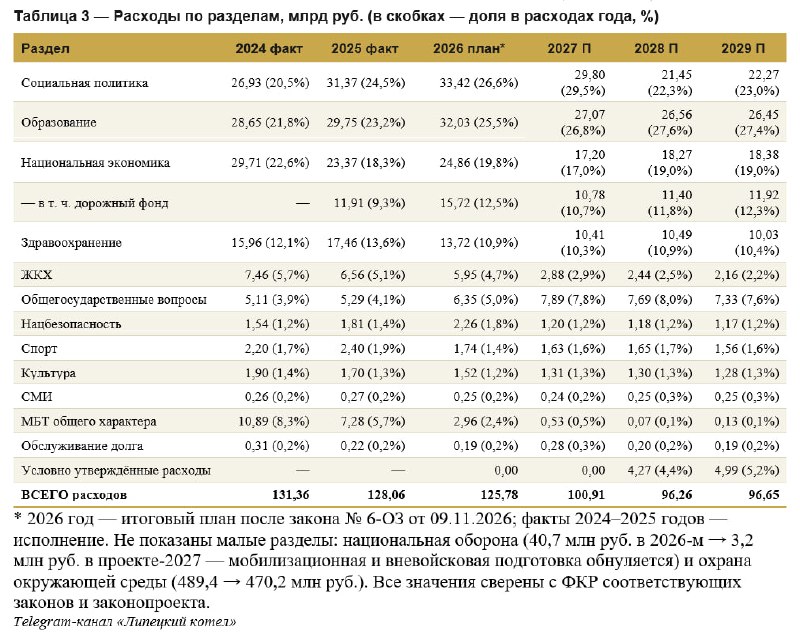 Таблица 3 — Расходы по разделам, млрд руб. (в скобках — доля в расходах года, %)
Раздел 2024 факт 2025 факт 2026 план* 2027 П 2028 П 2029 П
Социальная политика 26,93 (20,5%) 31,37 (24,5%) 33,42 (26,6%) 29,80 (29,5%) 21,45 (22,3%) 22,27 (23,0%)
Образование 28,65 (21,8%) 29,75 (23,2%) 32,03 (25,5%) 27,07 (26,8%) 26,56 (27,6%) 26,45 (27,4%)
Национальная экономика 29,71 (22,6%) 23,37 (18,3%) 24,86 (19,8%) 17,20 (17,0%) 18,27 (19,0%) 18,38 (19,0%)
— в т. ч. дорожный фонд — 11,91 (9,3%) 15,72 (12,5%) 10,78 (10,7%) 11,40 (11,8%) 11,92 (12,3%)
Здравоохранение 15,96 (12,1%) 17,46 (13,6%) 13,72 (10,9%) 10,41 (10,3%) 10,49 (10,9%) 10,03 (10,4%)
ЖКХ 7,46 (5,7%) 6,56 (5,1%) 5,95 (4,7%) 2,88 (2,9%) 2,44 (2,5%) 2,16 (2,2%)
Общегосударственные вопросы 5,11 (3,9%) 5,29 (4,1%) 6,35 (5,0%) 7,89 (7,8%) 7,69 (8,0%) 7,33 (7,6%)
Нацбезопасность 1,54 (1,2%) 1,81 (1,4%) 2,26 (1,8%) 1,20 (1,2%) 1,18 (1,2%) 1,17 (1,2%)
Спорт 2,20 (1,7%) 2,40 (1,9%) 1,74 (1,4%) 1,63 (1,6%) 1,65 (1,7%) 1,56 (1,6%)
Культура 1,90 (1,4%) 1,70 (1,3%) 1,52 (1,2%) 1,31 (1,3%) 1,30 (1,3%) 1,28 (1,3%)
СМИ 0,26 (0,2%) 0,27 (0,2%) 0,25 (0,2%) 0,24 (0,2%) 0,25 (0,3%) 0,25 (0,3%)
МБТ общего характера 10,89 (8,3%) 7,28 (5,7%) 2,96 (2,4%) 0,53 (0,5%) 0,07 (0,1%) 0,13 (0,1%)
Обслуживание долга 0,31 (0,2%) 0,22 (0,2%) 0,19 (0,2%) 0,28 (0,3%) 0,20 (0,2%) 0,19 (0,2%)
Условно утверждённые расходы — — 0,00 0,00 4,27 (4,4%) 4,99 (5,2%)
ВСЕГО расходов 131,36 128,06 125,78 100,91 96,26 96,65
* 2026 год — итоговый план после закона № 6-ОЗ от 09.11.2026; факты 2024–2025 годов —
исполнение. Не показаны малые разделы: национальная оборона (40,7 млн руб. в 2026-м → 3,2
млн руб. в проекте-2027 — мобилизационная и вневойсковая подготовка обнуляется) и охрана
окружающей среды (489,4 → 470,2 млн руб.). Все значения сверены с ФКР соответствующих
законов и законопроекта.
Telegram-канал «Липецкий котел»